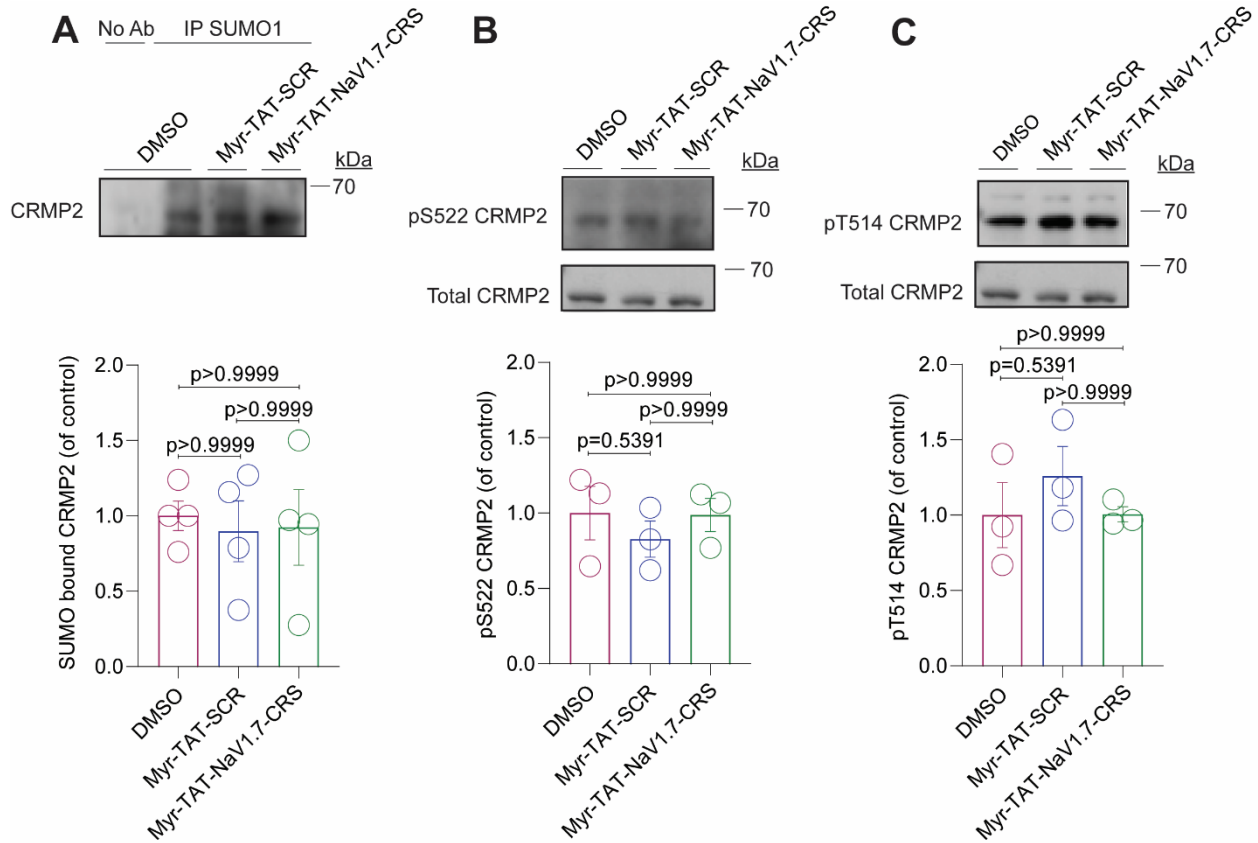 A
No Ab
IP SUMO1
DMSO
Myr-TAT-SCR
Myr-TAT-NaV1.7-CRS
kDa
70
CRMP2
SUMO bound CRMP2 (of control)
2.0
1.5
1.0
0.5
0.0
p>0.9999
p>0.9999
p>0.9999
DMSO
Myr-TAT-SCR
Myr-TAT-NaV1.7-CRS
B
DMSO
Myr-TAT-SCR
Myr-TAT-NaV1.7-CRS
kDa
pS522 CRMP2
70
70
Total CRMP2
pS522 CRMP2 (of control)
2.0
1.5
1.0
0.5
0.0
p>0.9999
p>0.9999
p=0.5391
DMSO
Myr-TAT-SCR
Myr-TAT-NaV1.7-CRS
C
DMSO
Myr-TAT-SCR
Myr-TAT-NaV1.7-CRS
kDa
pT514 CRMP2
70
70
Total CRMP2
pT514 CRMP2 (of control)
2.0
1.5
1.0
0.5
0.0
p>0.9999
p=0.5391
p>0.9999
DMSO
Myr-TAT-SCR
Myr-TAT-NaV1.7-CRS